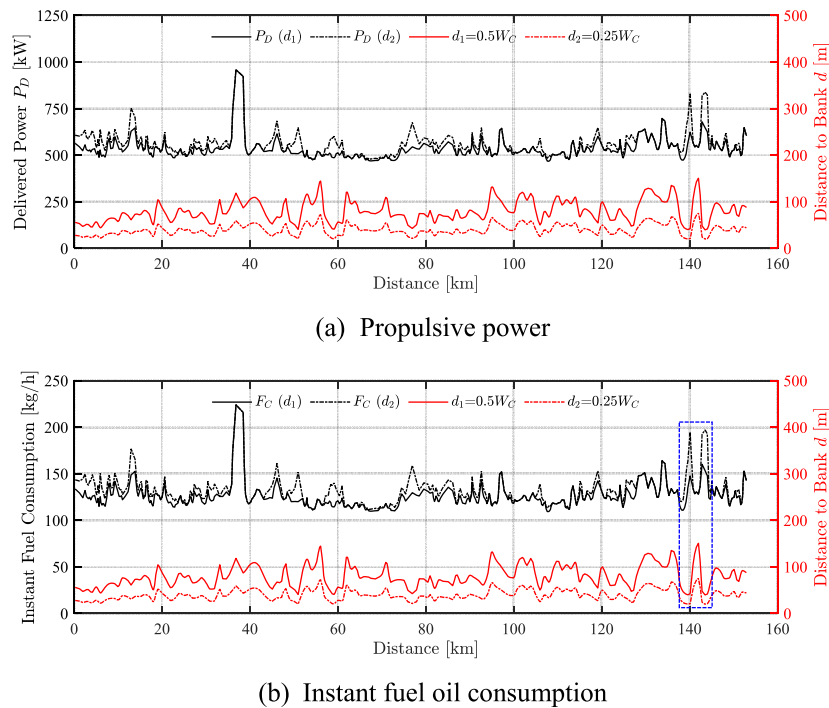 1250
1000
750
500
250
0
Delivered Power P_D [kW]
P_D (d_1) P_D (d_2) d_1=0.5W_C d_2=0.25W_C
500
400
300
200
100
0
Distance to Bank d [m]
0 20 40 60 80 100 120 140 160
Distance [km]
(a) Propulsive power
250
200
150
100
50
0
Instant Fuel Consumption [kg/h]
F_C (d_1) F_C (d_2) d_1=0.5W_C d_2=0.25W_C
500
400
300
200
100
0
Distance to Bank d [m]
0 20 40 60 80 100 120 140 160
Distance [km]
(b) Instant fuel oil consumption